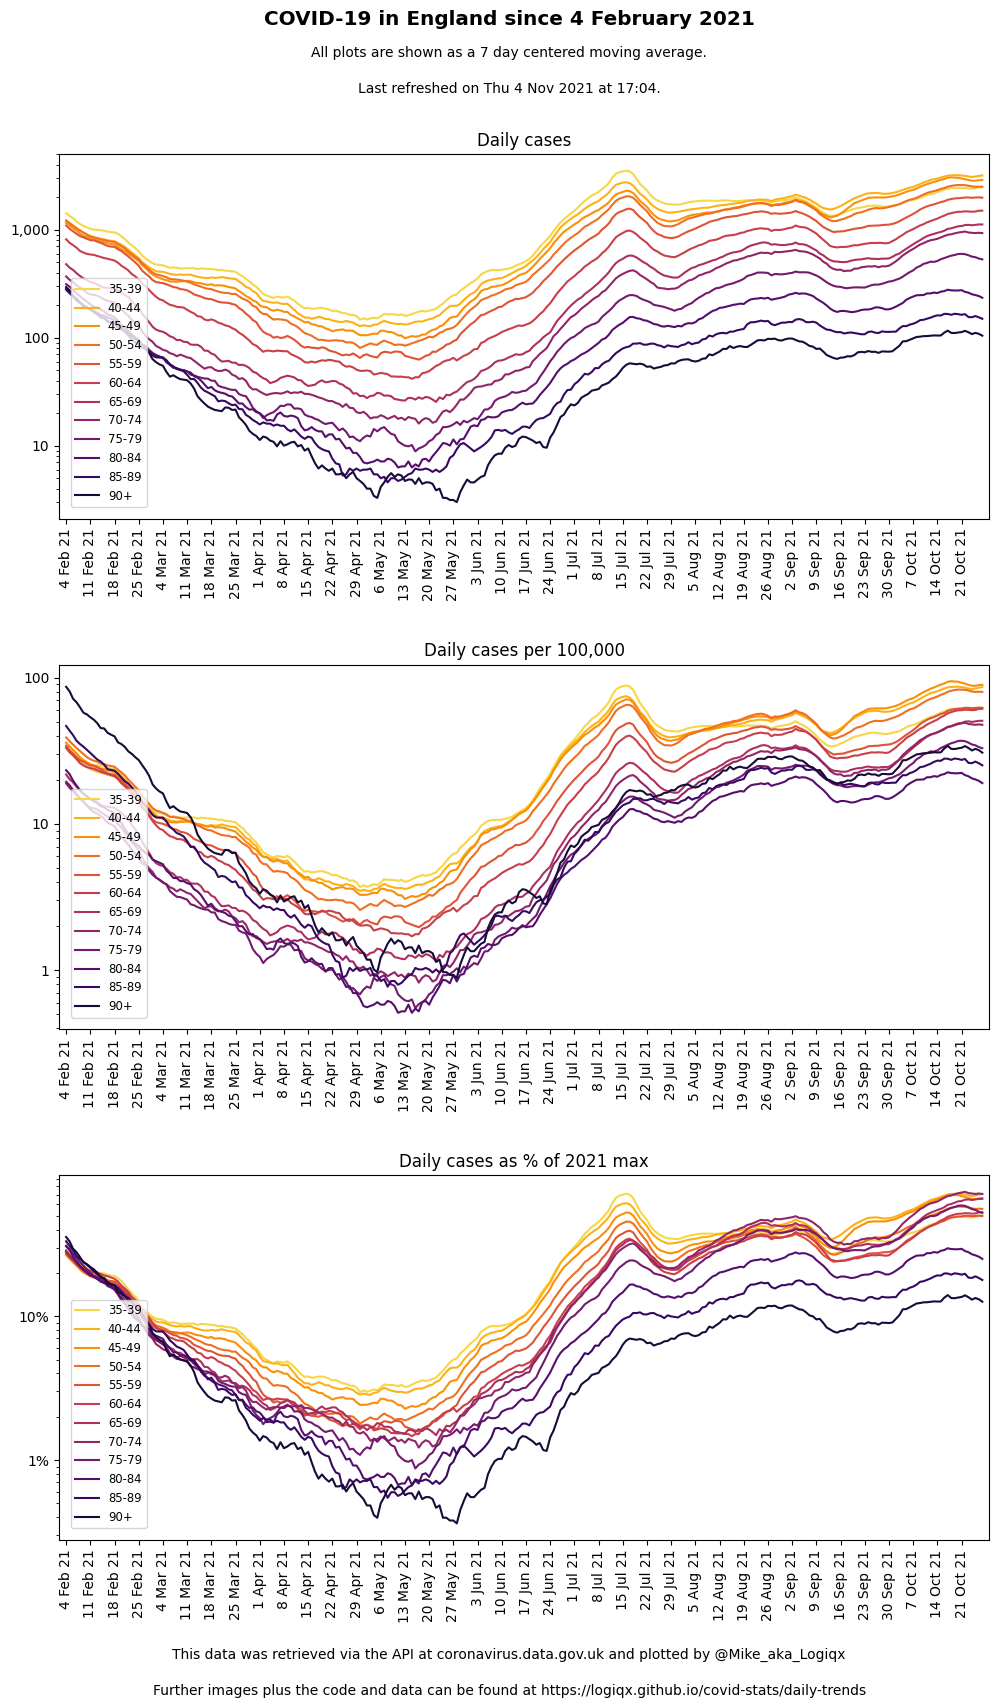 COVID-19 in England since 4 February 2021
All plots are shown as a 7 day centered moving average.
Last refreshed on Thu 4 Nov 2021 at 17:04.
Daily cases
1,000
100
10
35-39
40-44
45-49
50-54
55-59
60-64
65-69
70-74
75-79
80-84
85-89
90+
4 Feb 21
11 Feb 21
18 Feb 21
25 Feb 21
4 Mar 21
11 Mar 21
18 Mar 21
25 Mar 21
1 Apr 21
8 Apr 21
15 Apr 21
22 Apr 21
29 Apr 21
6 May 21
13 May 21
20 May 21
27 May 21
3 Jun 21
10 Jun 21
17 Jun 21
24 Jun 21
1 Jul 21
8 Jul 21
15 Jul 21
22 Jul 21
29 Jul 21
5 Aug 21
12 Aug 21
19 Aug 21
26 Aug 21
2 Sep 21
9 Sep 21
16 Sep 21
23 Sep 21
30 Sep 21
7 Oct 21
14 Oct 21
21 Oct 21
Daily cases per 100,000
100
10
1
35-39
40-44
45-49
50-54
55-59
60-64
65-69
70-74
75-79
80-84
85-89
90+
4 Feb 21
11 Feb 21
18 Feb 21
25 Feb 21
4 Mar 21
11 Mar 21
18 Mar 21
25 Mar 21
1 Apr 21
8 Apr 21
15 Apr 21
22 Apr 21
29 Apr 21
6 May 21
13 May 21
20 May 21
27 May 21
3 Jun 21
10 Jun 21
17 Jun 21
24 Jun 21
1 Jul 21
8 Jul 21
15 Jul 21
22 Jul 21
29 Jul 21
5 Aug 21
12 Aug 21
19 Aug 21
26 Aug 21
2 Sep 21
9 Sep 21
16 Sep 21
23 Sep 21
30 Sep 21
7 Oct 21
14 Oct 21
21 Oct 21
Daily cases as % of 2021 max
10%
1%
35-39
40-44
45-49
50-54
55-59
60-64
65-69
70-74
75-79
80-84
85-89
90+
4 Feb 21
11 Feb 21
18 Feb 21
25 Feb 21
4 Mar 21
11 Mar 21
18 Mar 21
25 Mar 21
1 Apr 21
8 Apr 21
15 Apr 21
22 Apr 21
29 Apr 21
6 May 21
13 May 21
20 May 21
27 May 21
3 Jun 21
10 Jun 21
17 Jun 21
24 Jun 21
1 Jul 21
8 Jul 21
15 Jul 21
22 Jul 21
29 Jul 21
5 Aug 21
12 Aug 21
19 Aug 21
26 Aug 21
2 Sep 21
9 Sep 21
16 Sep 21
23 Sep 21
30 Sep 21
7 Oct 21
14 Oct 21
21 Oct 21
This data was retrieved via the API at coronavirus.data.gov.uk and plotted by @Mike_aka_Logiqx
Further images plus the code and data can be found at https://logiqx.github.io/covid-stats/daily-trends